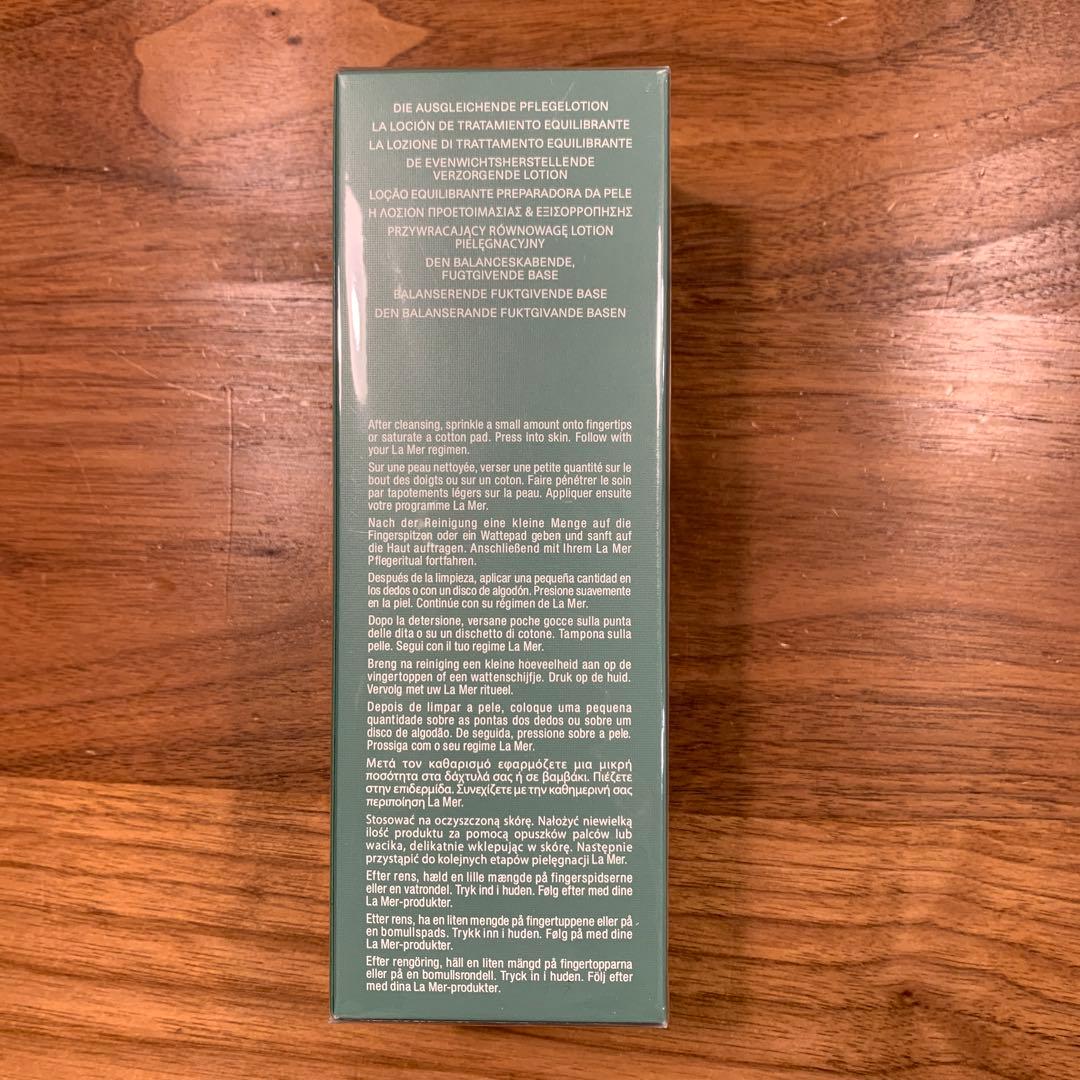 DIE AUSGLEICHENDE PFLEGELOTION
LA LOCIÓN DE TRATAMIENTO EQUILIBRANTE
LA LOZIONE DI TRATTAMENTO EQUILIBRANTE
DE EVENWICHTSHERSTELLENDE
VERZORGENDE LOTION
LOÇÃO EQUILIBRANTE PREPARADORA DA PELE
Η ΛΟΣΙΟΝ ΠΡΟΕΤΟΙΜΑΣΙΑΣ & ΕΞΙΣΟΡΡΟΠΗΣΗΣ
PRZYWRACAJĄCY RÓWNOWAGĘ LOTION
PIELĘGNACYJNY
DEN BALANCESKABENDE,
FUGTGIVENDE BASE
BALANSERENDE FUKTGIVENDE BASE
DEN BALANSERANDE FUKTGIVANDE BASEN
After cleansing, sprinkle a small amount onto fingertips
or saturate a cotton pad. Press into skin. Follow with
your La Mer regimen.
Sur une peau nettoyée, verser une petite quantité sur le
bout des doigts ou sur un coton. Faire pénétrer le soin
par tapotements légers sur la peau. Appliquer ensuite
votre programme La Mer.
Nach der Reinigung eine kleine Menge auf die
Fingerspitzen oder ein Wattepad geben und sanft auf
die Haut auftragen. Anschließend mit Ihrem La Mer
Pflegeritual fortfahren.
Después de la limpieza, aplicar una pequeña cantidad en
los dedos o con un disco de algodón. Presione suavemente
en la piel. Continúe con su régimen de La Mer.
Dopo la detersione, versane poche gocce sulla punta
delle dita o su un dischetto di cotone. Tampona sulla
pelle. Segui con il tuo regime La Mer.
Breng na reiniging een kleine hoeveelheid aan op de
vingertoppen of een wattenschijfje. Druk op de huid.
Vervolg met uw La Mer ritueel.
Depois de limpar a pele, coloque uma pequena
quantidade sobre as pontas dos dedos ou sobre um
disco de algodão. De seguida, pressione sobre a pele.
Prossiga com o seu regime La Mer.
Μετά τον καθαρισμό εφαρμόζετε μια μικρή
ποσότητα στα δάχτυλά σας ή σε βαμβάκι. Πιέζετε
στην επιδερμίδα. Συνεχίζετε με την καθημερινή σας
περιποίηση La Mer.
Stosować na oczyszczoną skórę. Nałożyć niewielką
ilość produktu za pomocą opuszków palców lub
wacika, delikatnie wklepując w skórę. Następnie
przystąpić do kolejnych etapów pielęgnacji La Mer.
Efter rens, hæld en lille mængde på fingerspidserne
eller en vatrondel. Tryk ind i huden. Følg efter med dine
La Mer-produkter.
Etter rens, ha en liten mengde på fingertuppene eller på
en bomullspads. Trykk inn i huden. Følg på med dine
La Mer-produkter.
Efter rengöring, häll en liten mängd på fingertopparna
eller på en bomullsrondell. Tryck in i huden. Följ efter
med dina La Mer-produkter.